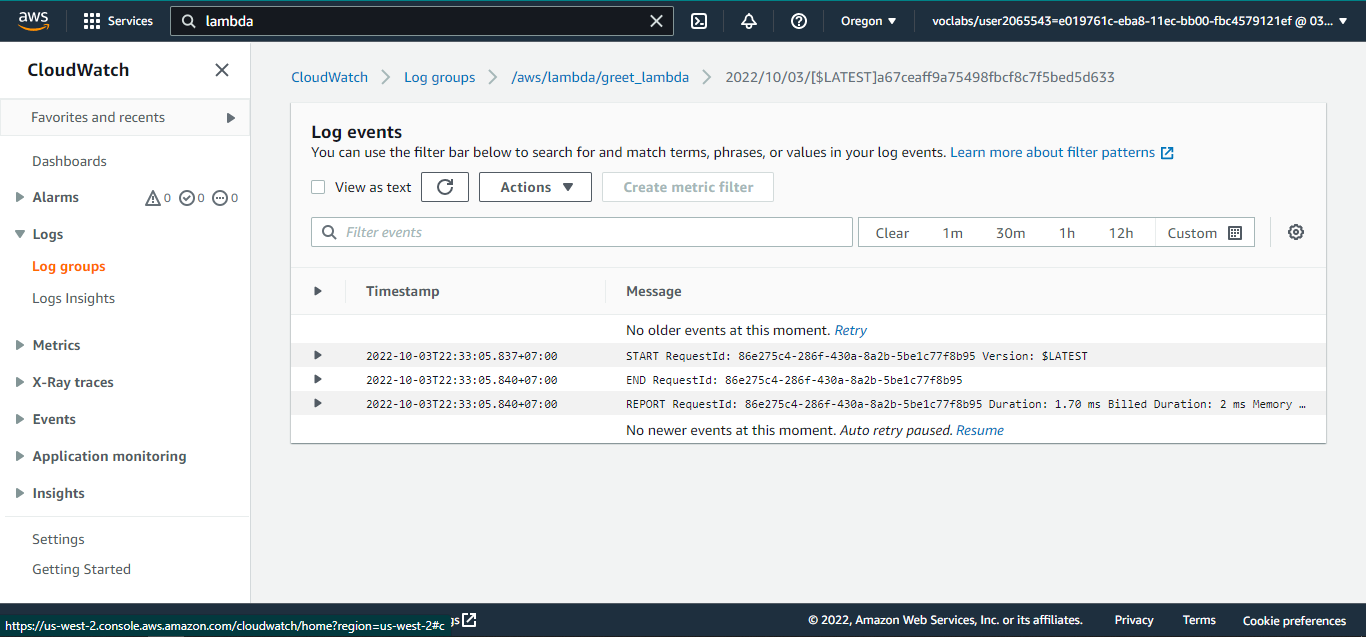 aws Services lambda Oregon voclabs/user2065543=e019761c-eba8-11ec-bb00-fbc4579121ef @ 03...
CloudWatch
Favorites and recents
Dashboards
Alarms 0 0 0
Logs
Log groups
Logs Insights
Metrics
X-Ray traces
Events
Application monitoring
Insights
Settings
Getting Started
CloudWatch Log groups /aws/lambda/greet_lambda 2022/10/03/[$LATEST]a67ceaff9a75498fbcf8c7f5bed5d633
Log events
You can use the filter bar below to search for and match terms, phrases, or values in your log events. Learn more about filter patterns
View as text Actions Create metric filter
Filter events Clear 1m 30m 1h 12h Custom
Timestamp Message
No older events at this moment. Retry
2022-10-03T22:33:05.837+07:00 START RequestId: 86e275c4-286f-430a-8a2b-5be1c77f8b95 Version: $LATEST
2022-10-03T22:33:05.840+07:00 END RequestId: 86e275c4-286f-430a-8a2b-5be1c77f8b95
2022-10-03T22:33:05.840+07:00 REPORT RequestId: 86e275c4-286f-430a-8a2b-5be1c77f8b95 Duration: 1.70 ms Billed Duration: 2 ms Memory …
No newer events at this moment. Auto retry paused. Resume
https://us-west-2.console.aws.amazon.com/cloudwatch/home?region=us-west-2#c © 2022, Amazon Web Services, Inc. or its affiliates. Privacy Terms Cookie preferences